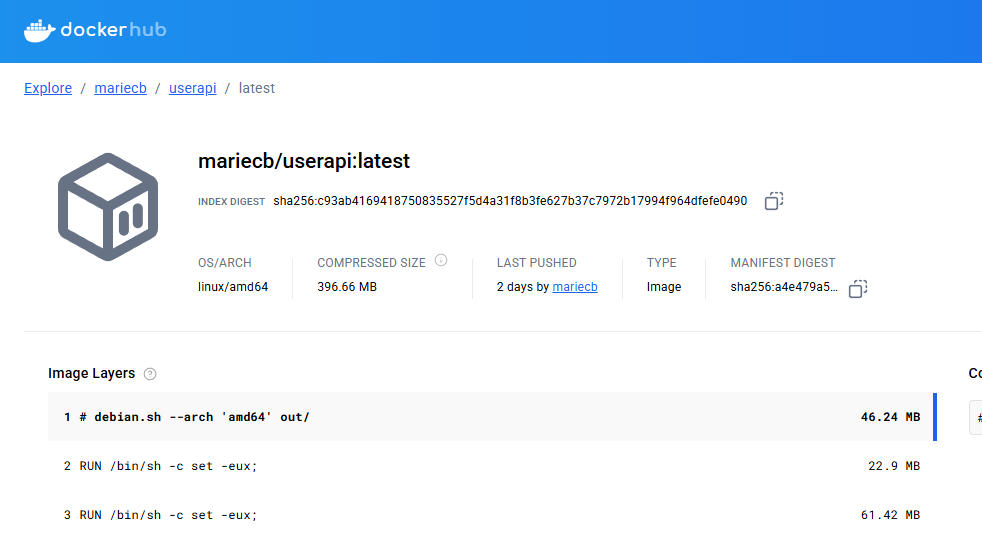 dockerhub
Explore / mariecb / userapi / latest
mariecb/userapi:latest
INDEX DIGEST sha256:c93ab4169418750835527f5d4a31f8b3fe627b37c7972b17994f964dfefe0490
OS/ARCH COMPRESSED SIZE LAST PUSHED TYPE MANIFEST DIGEST
linux/amd64 396.66 MB 2 days by mariecb Image sha256:a4e479a5…
Image Layers
1 # debian.sh --arch 'amd64' out/ 46.24 MB
2 RUN /bin/sh -c set -eux; 22.9 MB
3 RUN /bin/sh -c set -eux; 61.42 MB